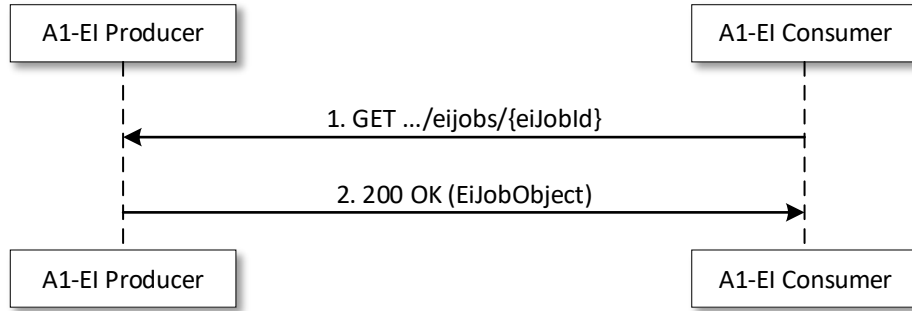 A1-EI Producer
A1-EI Consumer
1. GET .../eijobs/{eiJobId}
2. 200 OK (EiJobObject)
A1-EI Producer
A1-EI Consumer